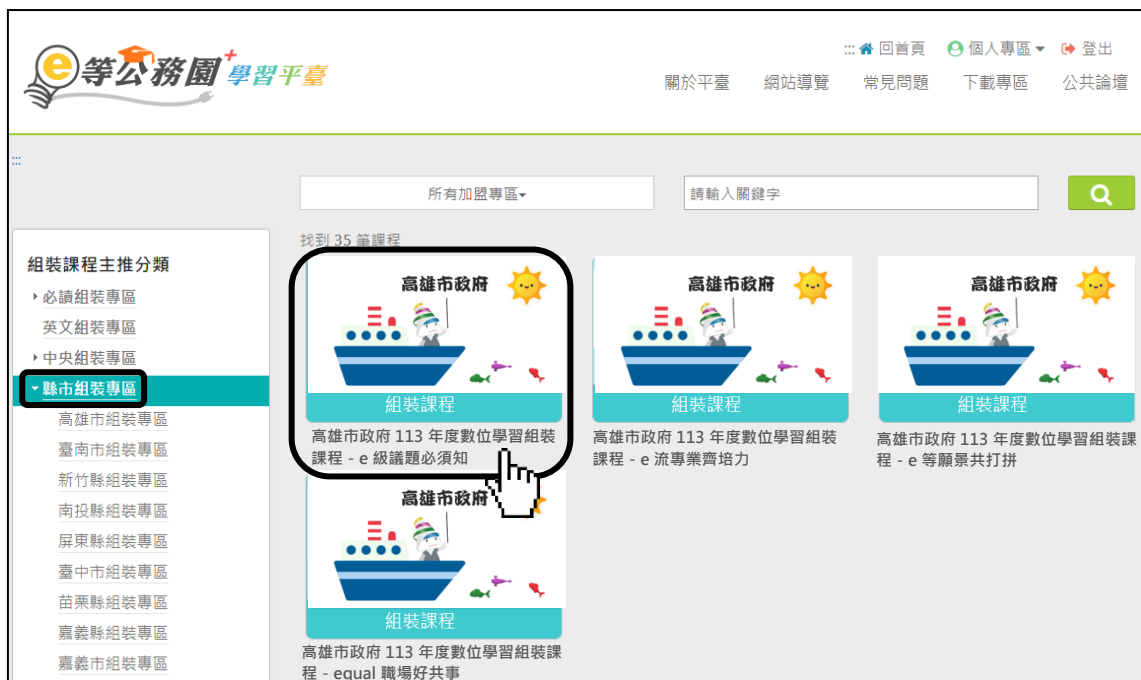 e等公務園+學習平臺
::: 回首頁 個人專區 登出
關於平臺 網站導覽 常見問題 下載專區 公共論壇
:::
所有加盟專區
請輸入關鍵字
找到 35 筆課程
組裝課程主推分類
必讀組裝專區
英文組裝專區
中央組裝專區
縣市組裝專區
高雄市組裝專區
臺南市組裝專區
新竹縣組裝專區
南投縣組裝專區
屏東縣組裝專區
臺中市組裝專區
苗栗縣組裝專區
嘉義縣組裝專區
嘉義市組裝專區
高雄市政府
組裝課程
高雄市政府 113 年度數位學習組裝
課程 - e 級議題必須知
高雄市政府
組裝課程
高雄市政府 113 年度數位學習組裝
課程 - e 流專業齊培力
高雄市政府
組裝課程
高雄市政府 113 年度數位學習組裝課
程 - e 等願景共打拼
高雄市政府
組裝課程
高雄市政府 113 年度數位學習組裝課
程 - equal 職場好共事